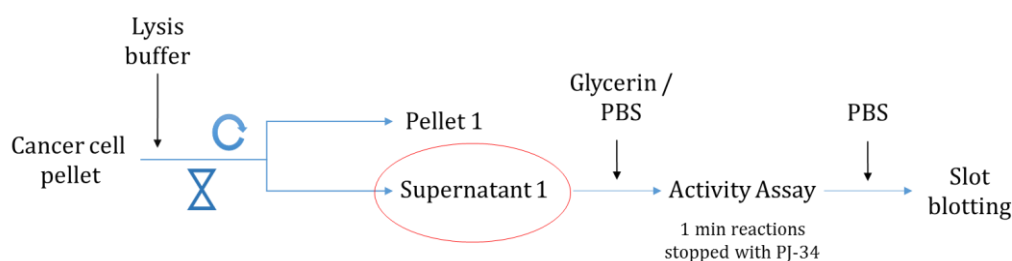 Lysis
buffer
Cancer cell
pellet
Pellet 1
Supernatant 1
Glycerin /
PBS
Activity Assay
1 min reactions
stopped with PJ-34
PBS
Slot
blotting